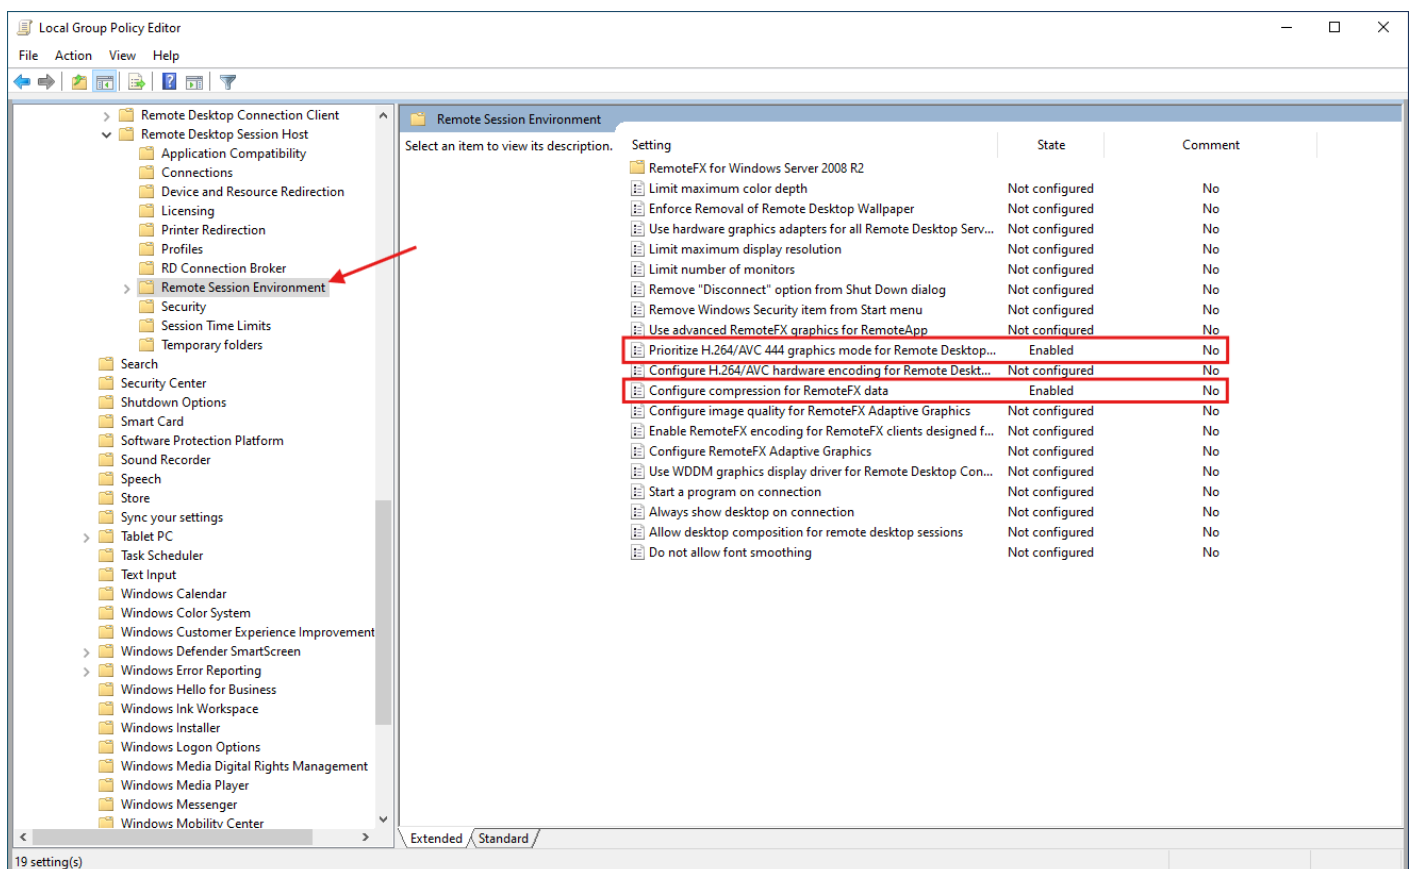 Local Group Policy Editor
File Action View Help
Remote Desktop Connection Client
Remote Desktop Session Host
Application Compatibility
Connections
Device and Resource Redirection
Licensing
Printer Redirection
Profiles
RD Connection Broker
Remote Session Environment
Security
Session Time Limits
Temporary folders
Search
Security Center
Shutdown Options
Smart Card
Software Protection Platform
Sound Recorder
Speech
Store
Sync your settings
Tablet PC
Task Scheduler
Text Input
Windows Calendar
Windows Color System
Windows Customer Experience Improvement
Windows Defender SmartScreen
Windows Error Reporting
Windows Hello for Business
Windows Ink Workspace
Windows Installer
Windows Logon Options
Windows Media Digital Rights Management
Windows Media Player
Windows Messenger
Windows Mobility Center
Remote Session Environment
Select an item to view its description.
Setting State Comment
RemoteFX for Windows Server 2008 R2
Limit maximum color depth Not configured No
Enforce Removal of Remote Desktop Wallpaper Not configured No
Use hardware graphics adapters for all Remote Desktop Serv... Not configured No
Limit maximum display resolution Not configured No
Limit number of monitors Not configured No
Remove "Disconnect" option from Shut Down dialog Not configured No
Remove Windows Security item from Start menu Not configured No
Use advanced RemoteFX graphics for RemoteApp Not configured No
Prioritize H.264/AVC 444 graphics mode for Remote Desktop... Enabled No
Configure H.264/AVC hardware encoding for Remote Deskt... Not configured No
Configure compression for RemoteFX data Enabled No
Configure image quality for RemoteFX Adaptive Graphics Not configured No
Enable RemoteFX encoding for RemoteFX clients designed f... Not configured No
Configure RemoteFX Adaptive Graphics Not configured No
Use WDDM graphics display driver for Remote Desktop Con... Not configured No
Start a program on connection Not configured No
Always show desktop on connection Not configured No
Allow desktop composition for remote desktop sessions Not configured No
Do not allow font smoothing Not configured No
Extended Standard
19 setting(s)